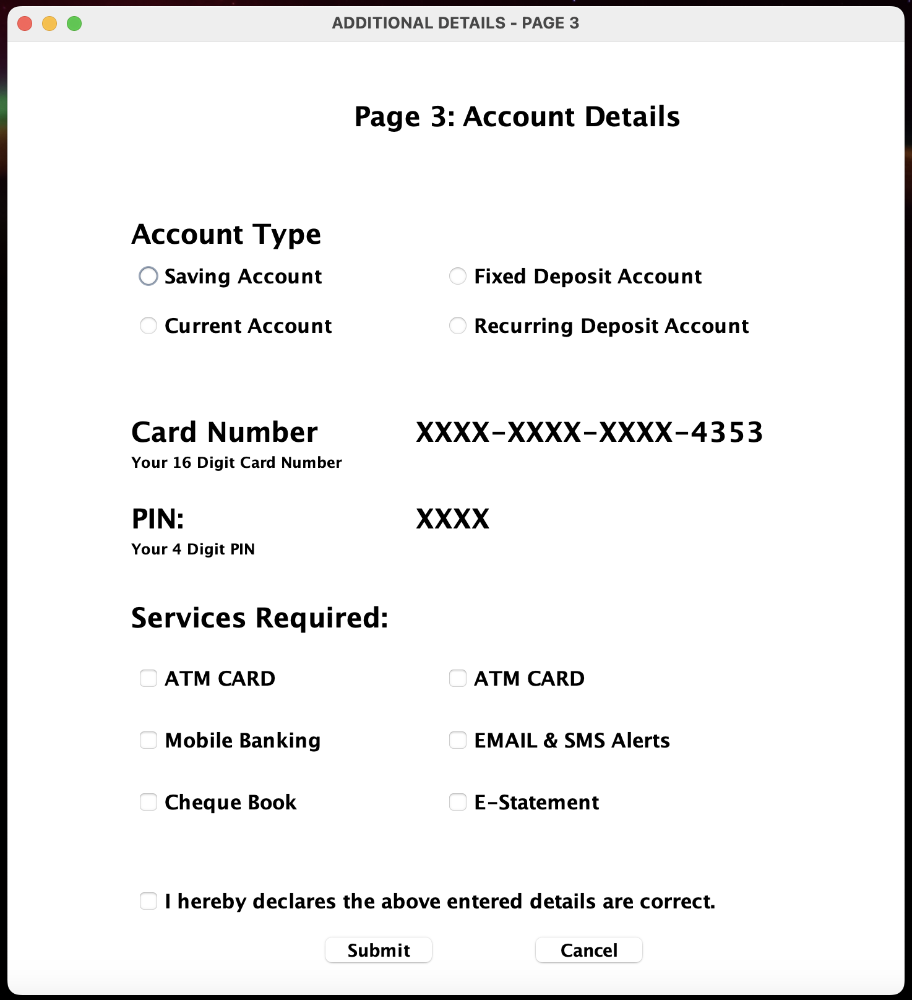 ADDITIONAL DETAILS - PAGE 3
Page 3: Account Details
Account Type
Saving Account Fixed Deposit Account
Current Account Recurring Deposit Account
Card Number XXXX-XXXX-XXXX-4353
Your 16 Digit Card Number
PIN: XXXX
Your 4 Digit PIN
Services Required:
ATM CARD ATM CARD
Mobile Banking EMAIL & SMS Alerts
Cheque Book E-Statement
I hereby declares the above entered details are correct.
Submit Cancel